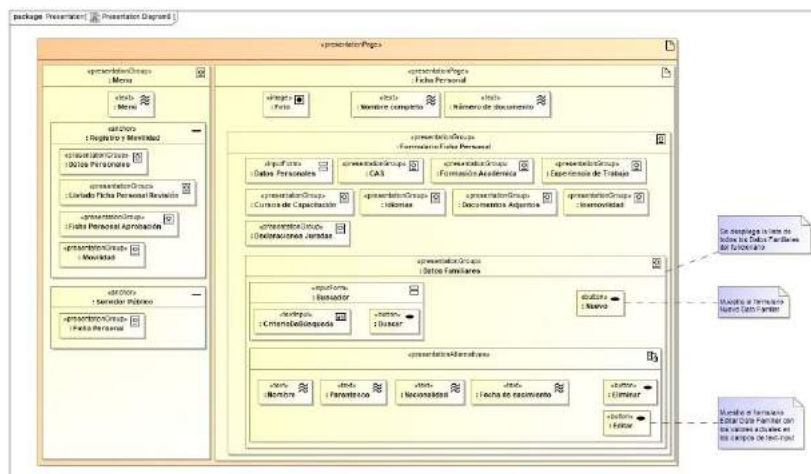 package Presentation[ Presentation Diagram8 ]
«presentationPage»
«presentationGroup»
: Menu
«text»
: Menú
«anchor»
: Registro y Movilidad
«presentationGroup»
: Datos Personales
«presentationGroup»
: Listado Ficha Personal Revisión
«presentationGroup»
: Ficha Personal Aprobación
«presentationGroup»
: Movilidad
«anchor»
: Servidor Público
«presentationGroup»
: Ficha Personal
«presentationPage»
: Ficha Personal
«image»
: Foto
«text»
: Nombre completo
«text»
: Número de documento
«presentationGroup»
: Formulario Ficha Personal
«inputForm»
: Datos Personales
«presentationGroup»
: CAS
«presentationGroup»
: Formación Académica
«presentationGroup»
: Experiencia de Trabajo
«presentationGroup»
: Cursos de Capacitación
«presentationGroup»
: Idiomas
«presentationGroup»
: Documentos Adjuntos
«presentationGroup»
: Inamovilidad
«presentationGroup»
: Declaraciones Juradas
«presentationGroup»
: Datos Familiares
«inputForm»
: Buscador
«textInput»
: CriterioDeBúsqueda
«button»
: Buscar
«button»
: Nuevo
«presentationAlternatives»
«text»
: Nombre
«text»
: Parentesco
«text»
: Nacionalidad
«text»
: Fecha de nacimiento
«button»
: Eliminar
«button»
: Editar
Se despliega la lista de
todos los Datos Familiares
del funcionario
Muestra el formulario
Nuevo Dato Familiar
Muestra el formulario
Editar Dato Familiar con
los valores actuales en
los campos de text-input